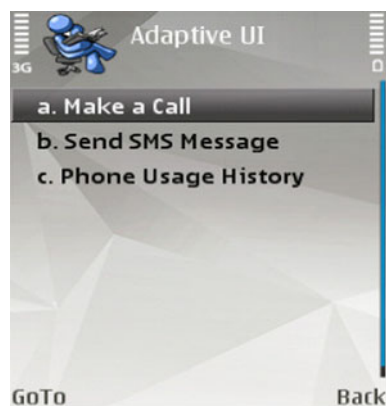 Adaptive UI
3G
a. Make a Call
b. Send SMS Message
c. Phone Usage History
GoTo
Back